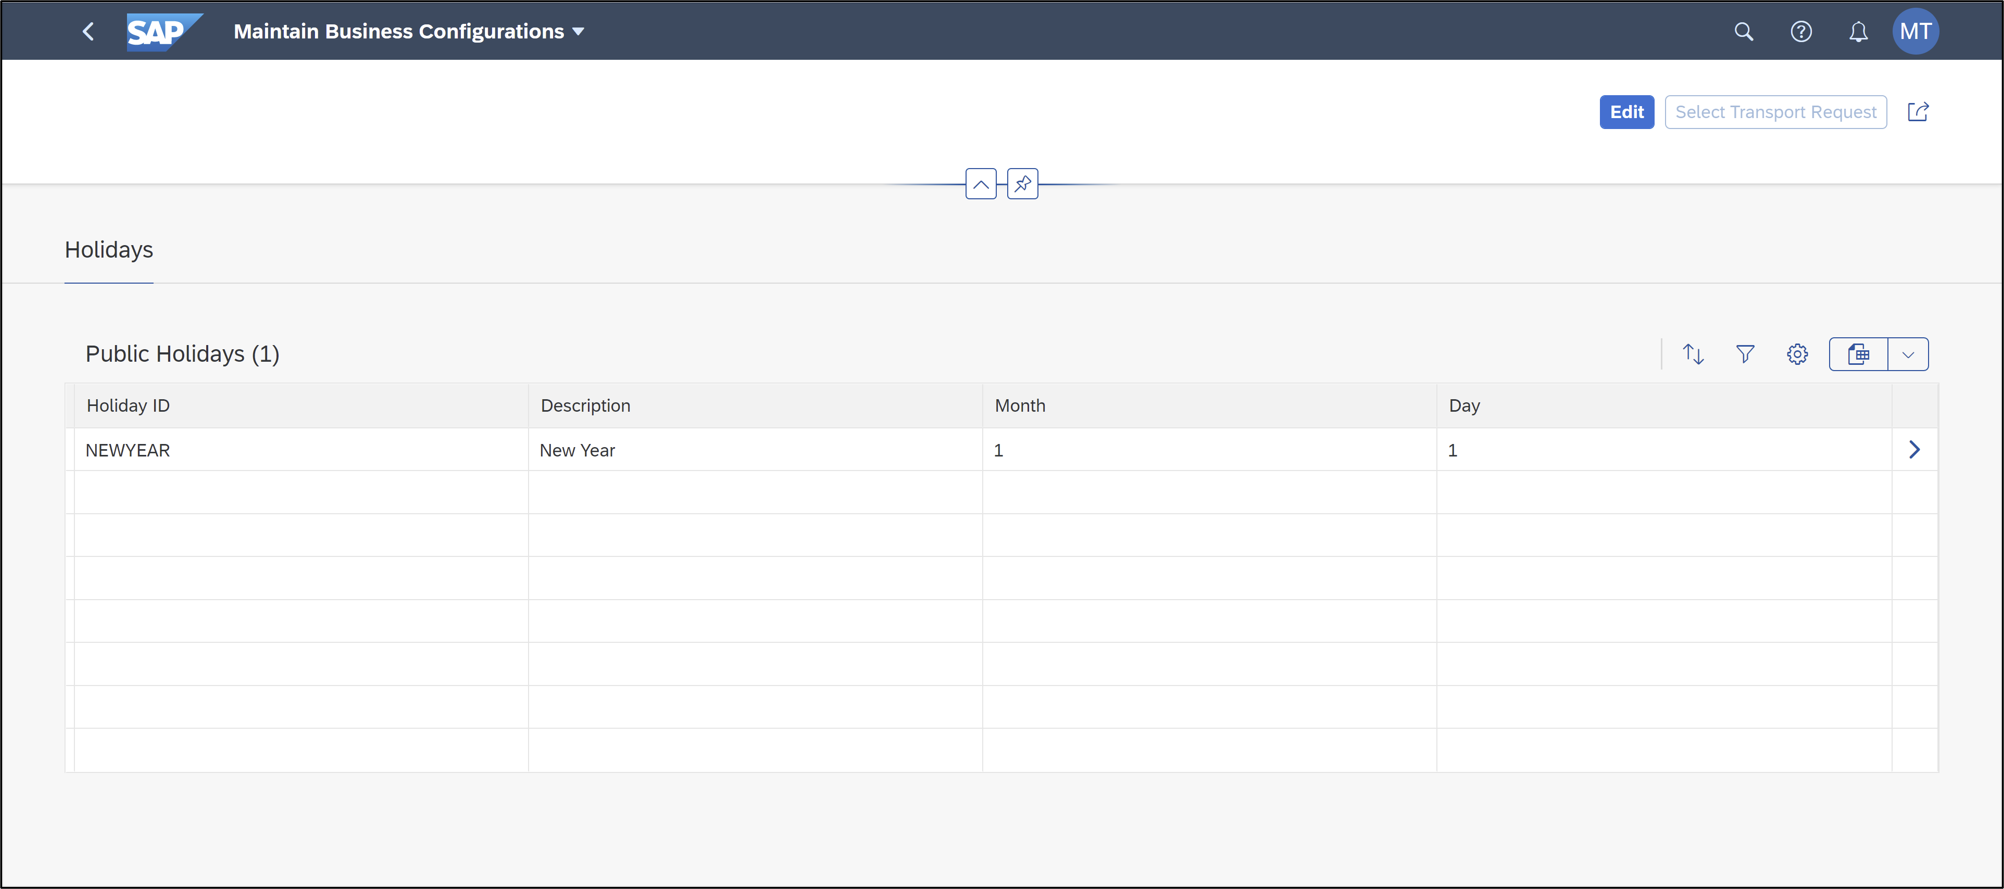 SAP Maintain Business Configurations MT
Edit Select Transport Request
Holidays
Public Holidays (1)
Holiday ID Description Month Day
NEWYEAR New Year 1 1